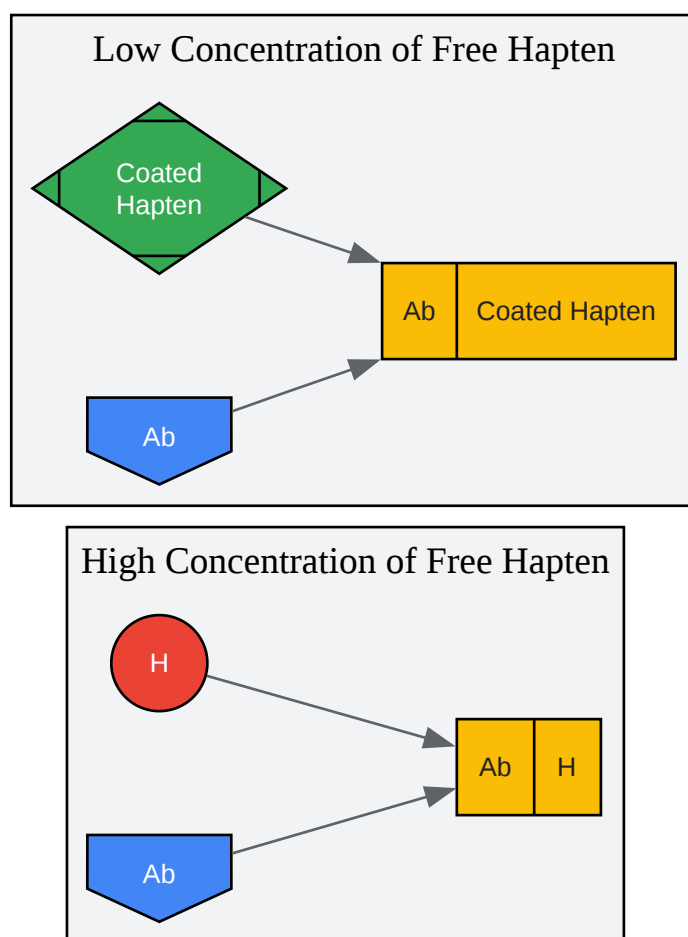 Low Concentration of Free Hapten
Coated
Hapten
Ab
Coated Hapten
Ab
High Concentration of Free Hapten
H
Ab
H
Ab